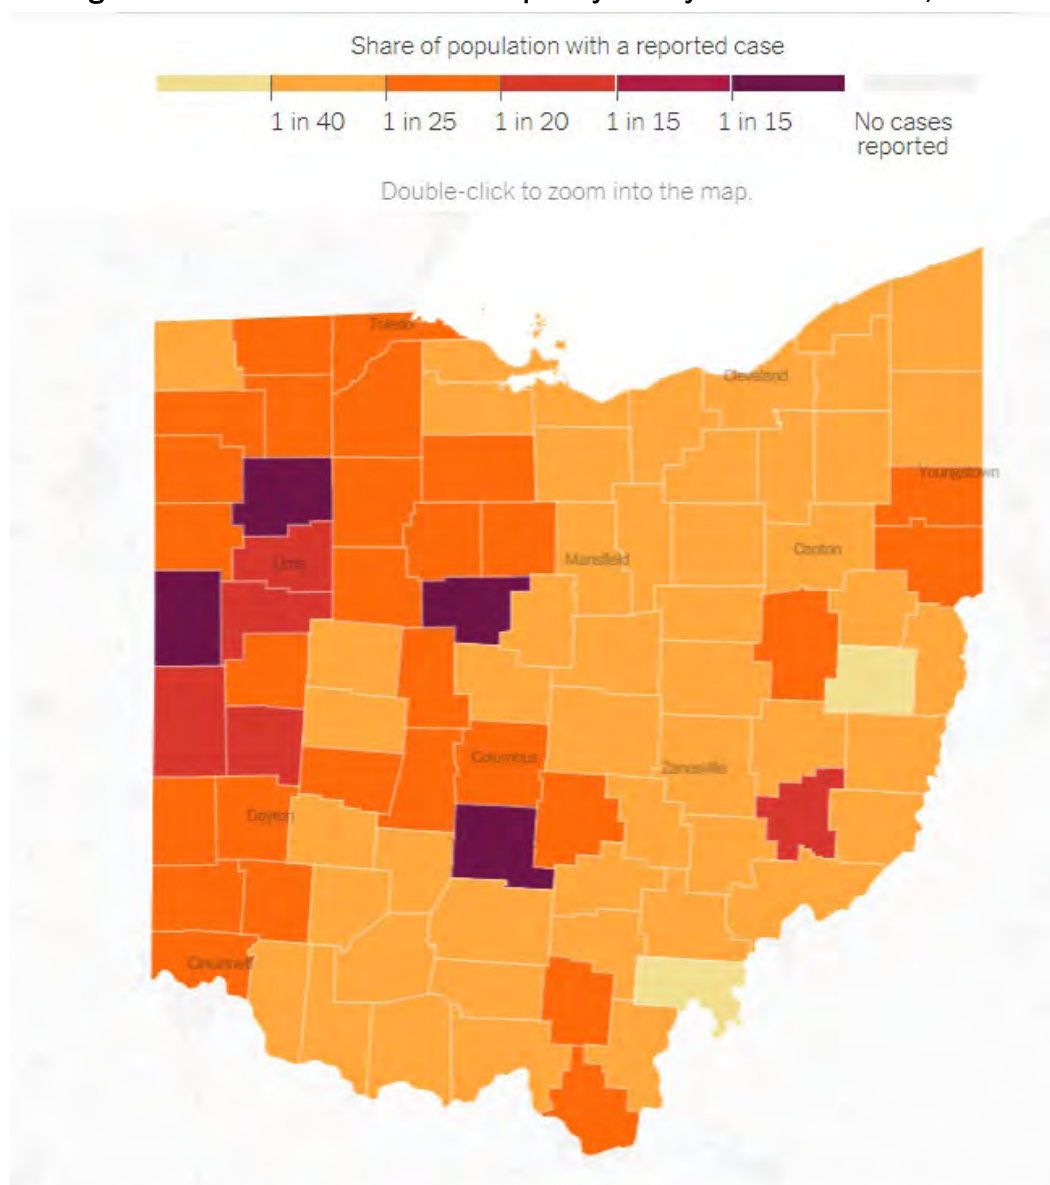 Share of population with a reported case
1 in 40 1 in 25 1 in 20 1 in 15 1 in 15 No cases
reported
Double-click to zoom into the map.
Toledo
Cleveland
Youngstown
Lima
Mansfield
Canton
Columbus
Zanesville
Dayton
Cincinnati